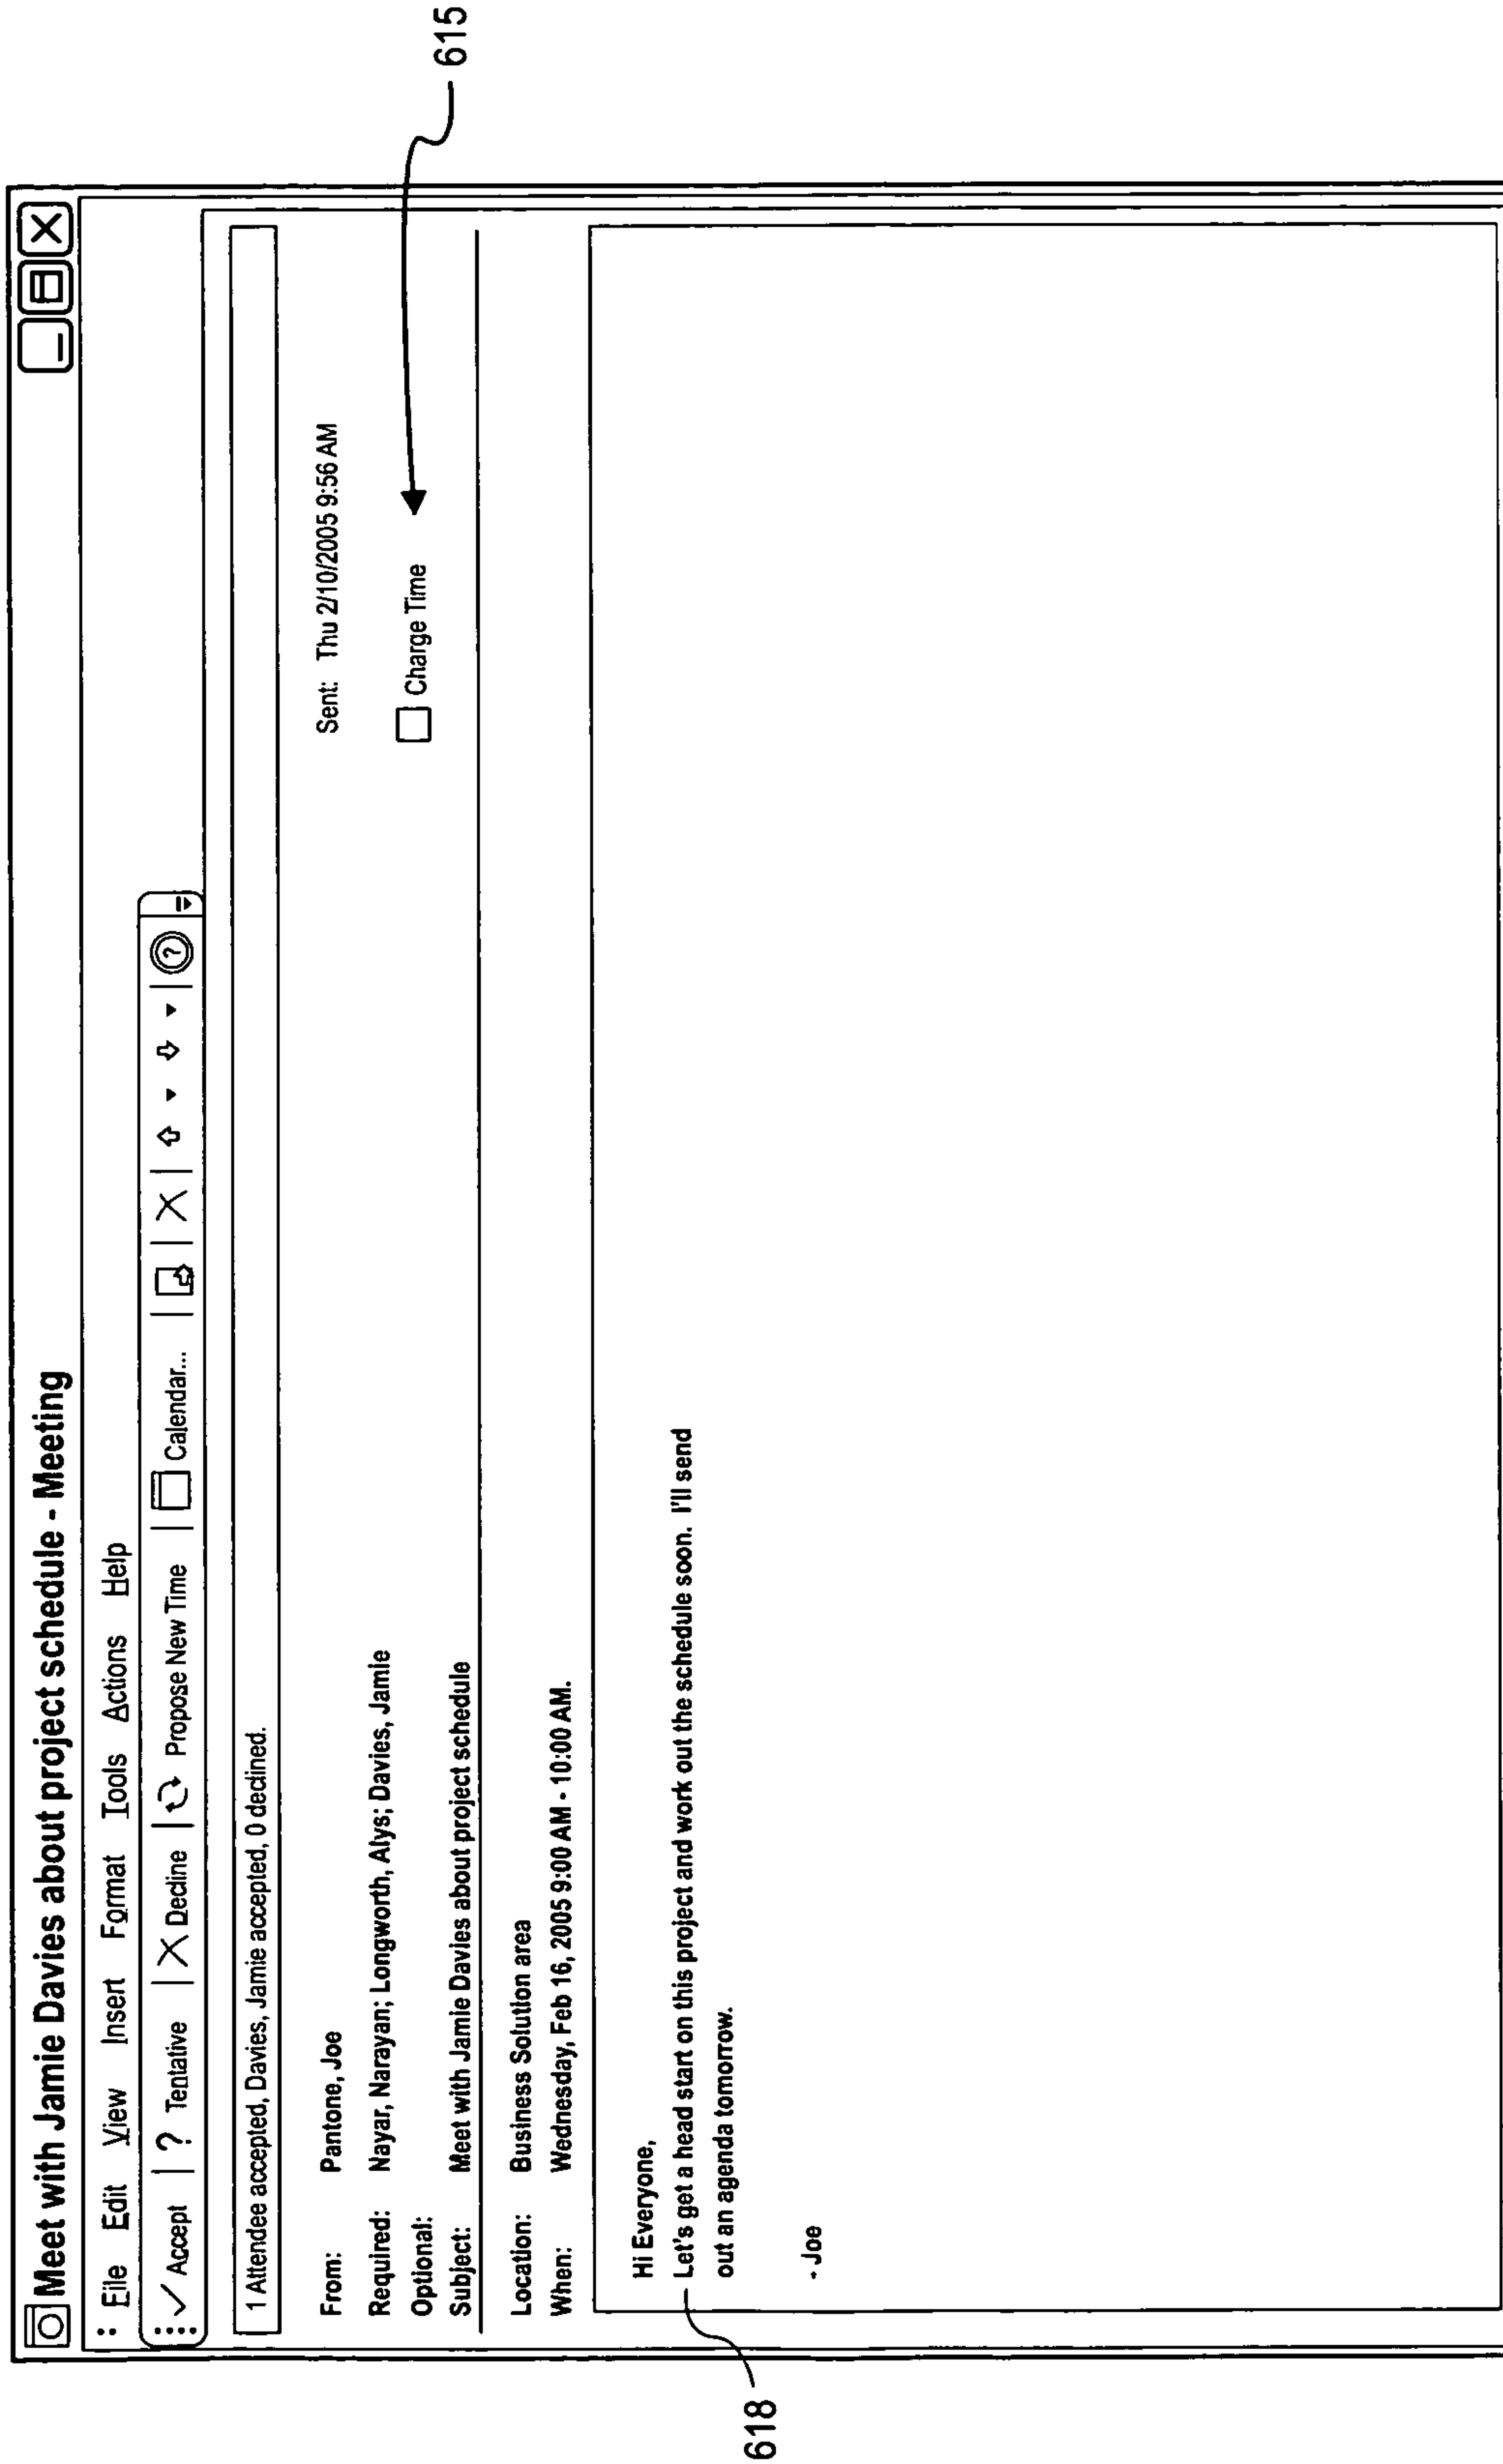 Meet with Jamie Davies about project schedule - Meeting
File Edit View Insert Format Tools Actions Help
Accept ? Tentative Decline Propose New Time Calendar... ?
1 Attendee accepted, Davies, Jamie accepted, 0 declined.
From: Pantone, Joe Sent: Thu 2/10/2005 9:56 AM
Required: Nayar, Narayan; Longworth, Alys; Davies, Jamie
Optional: Charge Time 615
Subject: Meet with Jamie Davies about project schedule
Location: Business Solution area
When: Wednesday, Feb 16, 2005 9:00 AM - 10:00 AM.
Hi Everyone,
Let's get a head start on this project and work out the schedule soon. I'll send
out an agenda tomorrow.
618
- Joe